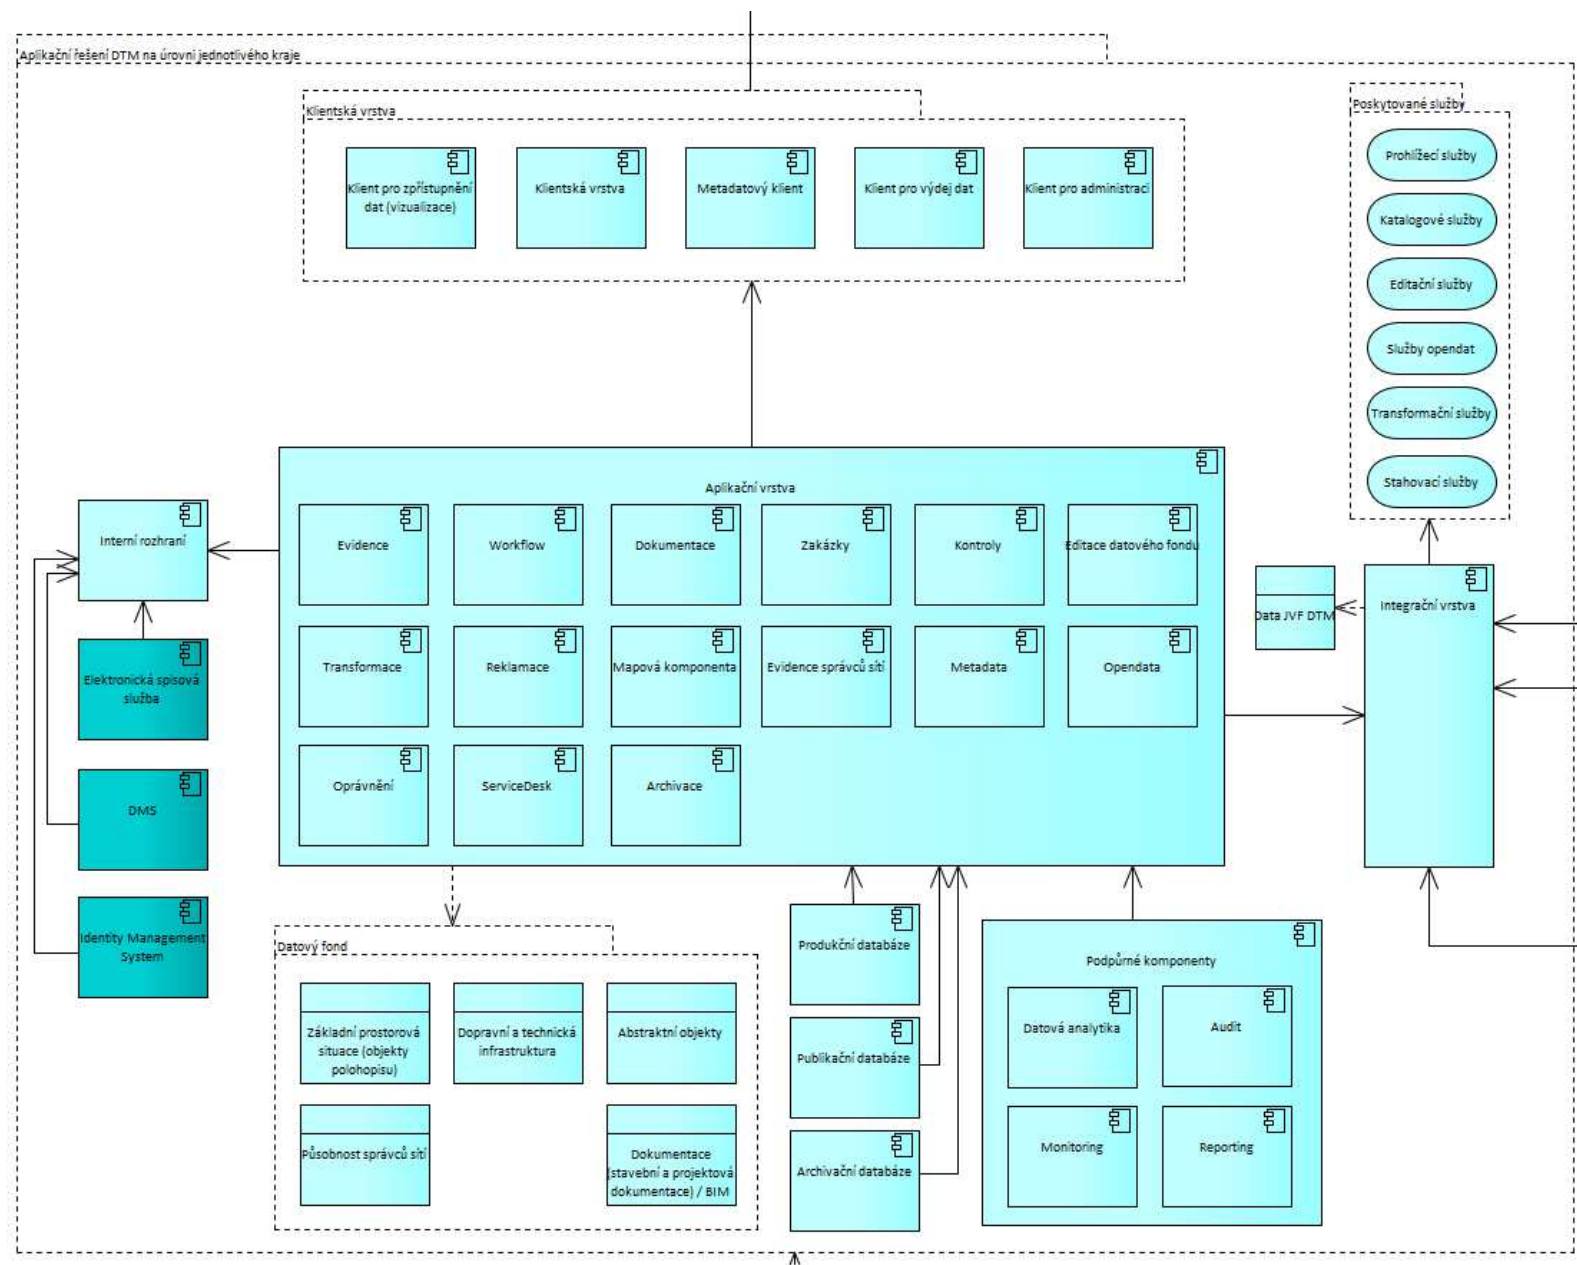 Aplikační řešení DTM na úrovni jednotlivého kraje
Klientská vrstva
Klient pro zpřístupnění
dat (vizualizace)
Klientská vrstva
Metadatový klient
Klient pro výdej dat
Klient pro administraci
Poskytované služby
Prohlížecí služby
Katalogové služby
Editační služby
Služby opendat
Transformační služby
Stahovací služby
Aplikační vrstva
Evidence
Workflow
Dokumentace
Zakázky
Kontroly
Editace datového fondu
Transformace
Reklamace
Mapová komponenta
Evidence správců sítí
Metadata
Opendata
Oprávnění
ServiceDesk
Archivace
Interní rozhraní
Elektronická spisová
služba
DMS
Identity Management
System
Data JVF DTM
Integrační vrstva
Datový fond
Základní prostorová
situace (objekty
polohopisu)
Dopravní a technická
infrastruktura
Abstraktní objekty
Působnost správců sítí
Dokumentace
(stavební a projektová
dokumentace) / BIM
Produkční databáze
Publikační databáze
Archivační databáze
Podpůrné komponenty
Datová analytika
Audit
Monitoring
Reporting